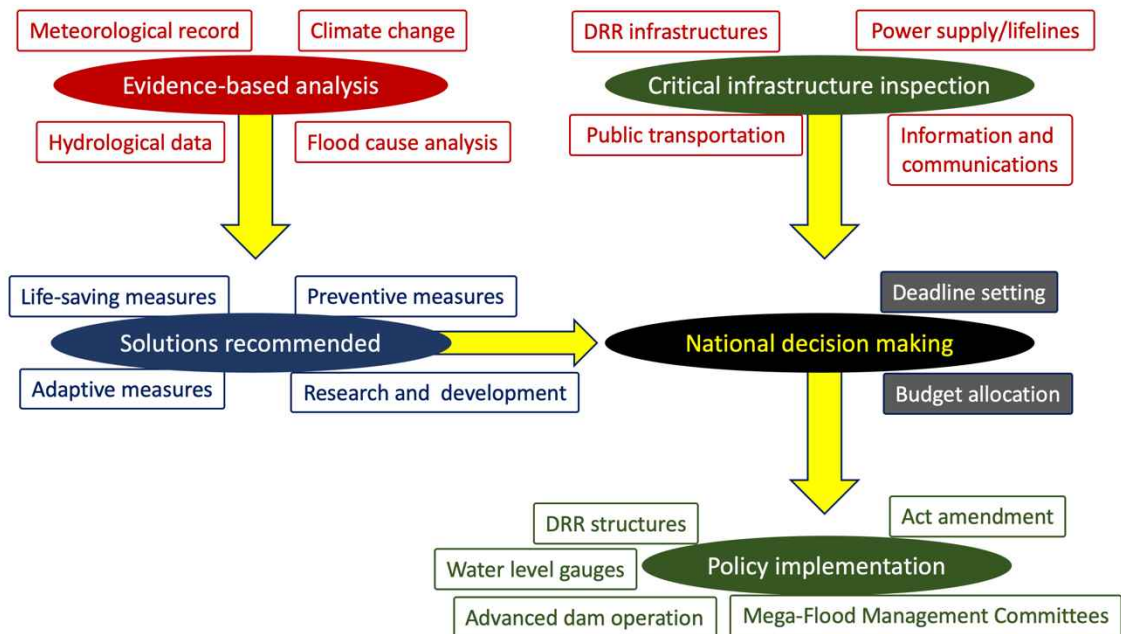 Meteorological record
Climate change
Evidence-based analysis
Hydrological data
Flood cause analysis
DRR infrastructures
Power supply/lifelines
Critical infrastructure inspection
Public transportation
Information and
communications
Life-saving measures
Preventive measures
Solutions recommended
Adaptive measures
Research and development
Deadline setting
National decision making
Budget allocation
DRR structures
Act amendment
Water level gauges
Policy implementation
Advanced dam operation
Mega-Flood Management Committees